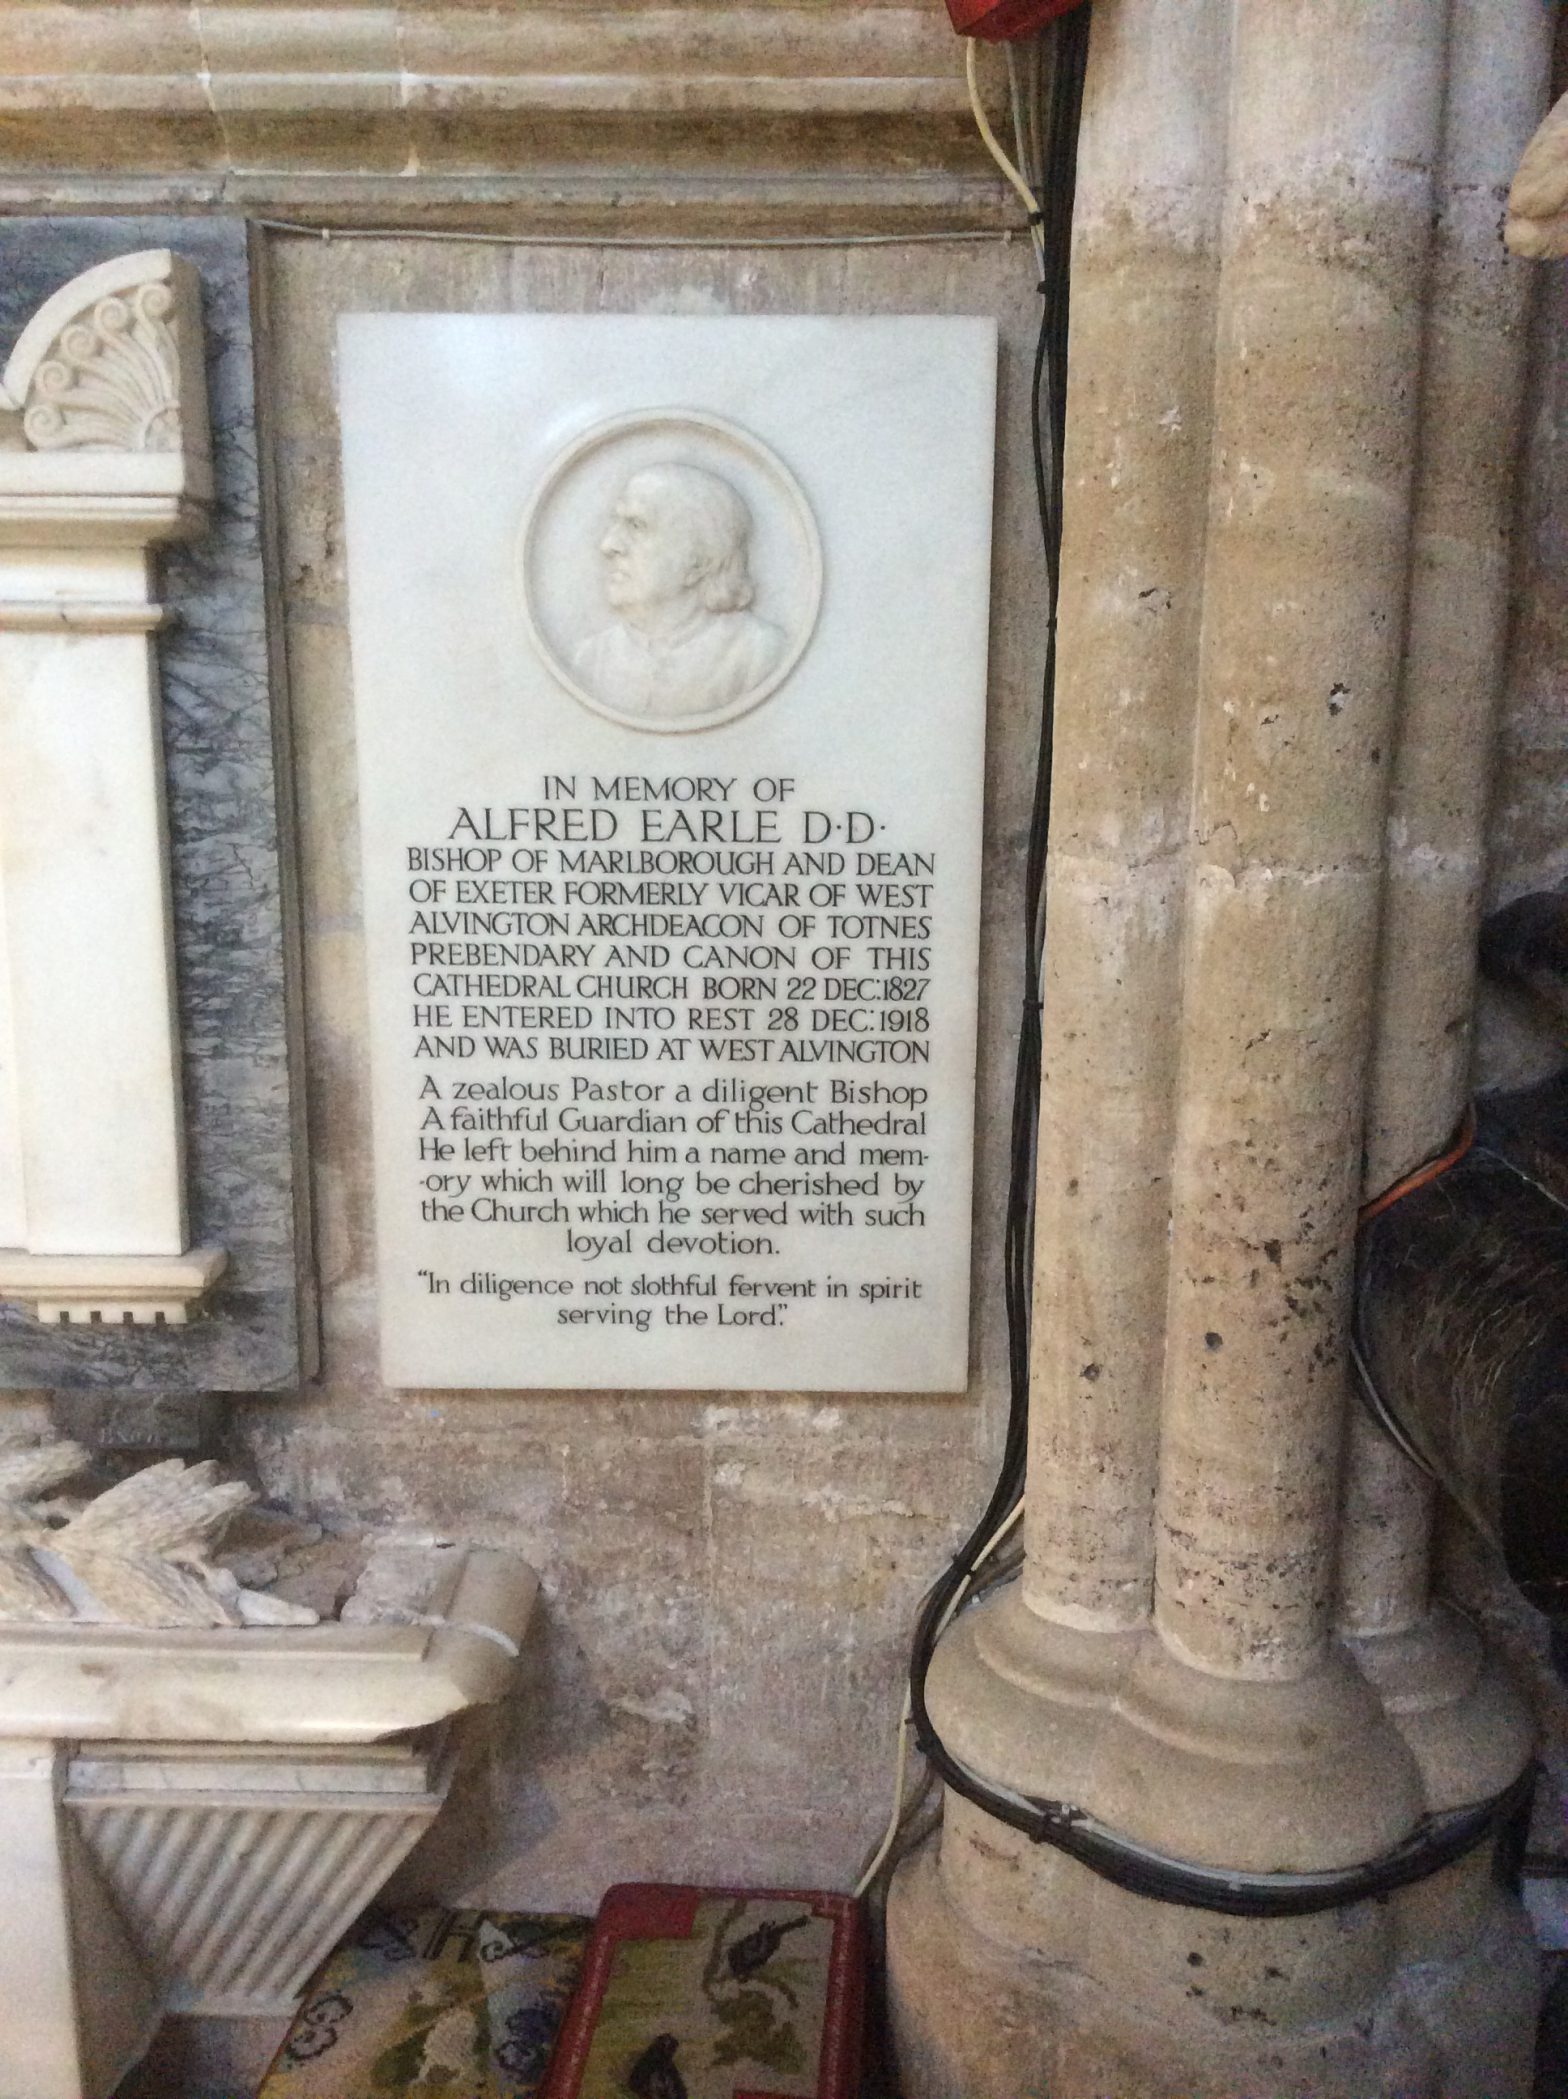 IN MEMORY OF
ALFRED EARLE D·D·
BISHOP OF MARLBOROUGH AND DEAN
OF EXETER FORMERLY VICAR OF WEST
ALVINGTON ARCHDEACON OF TOTNES
PREBENDARY AND CANON OF THIS
CATHEDRAL CHURCH BORN 22 DEC:1827
HE ENTERED INTO REST 28 DEC:1918
AND WAS BURIED AT WEST ALVINGTON
A zealous Pastor a diligent Bishop
A faithful Guardian of this Cathedral
He left behind him a name and mem-
-ory which will long be cherished by
the Church which he served with such
loyal devotion.
"In diligence not slothful fervent in spirit
serving the Lord."